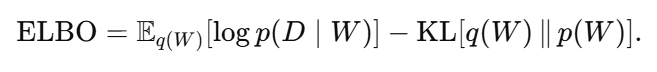 ELBO = 𝔼_{q(W)}[log p(D | W)] − KL[q(W) ∥ p(W)].